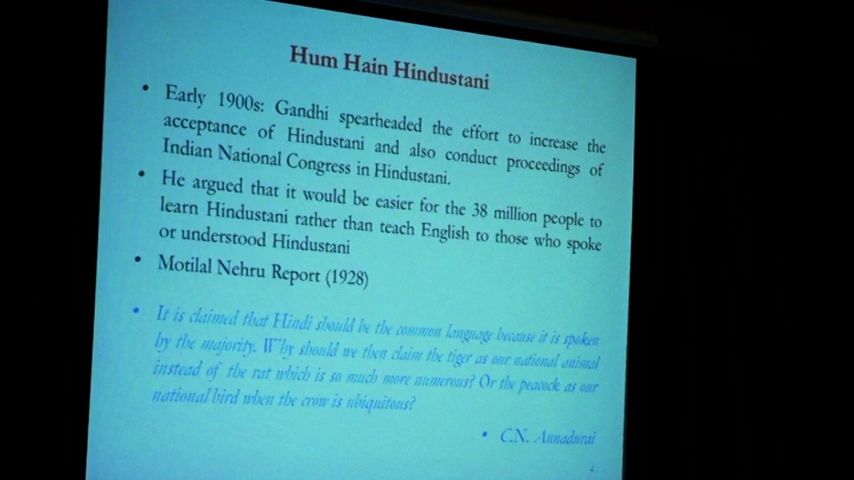 Hum Hain Hindustani
• Early 1900s: Gandhi spearheaded the effort to increase the
acceptance of Hindustani and also conduct proceedings of
Indian National Congress in Hindustani.
• He argued that it would be easier for the 38 million people to
learn Hindustani rather than teach English to those who spoke
or understood Hindustani
• Motilal Nehru Report (1928)
• It is claimed that Hindi should be the common language because it is spoken
by the majority. Why should we then claim the tiger as our national animal
instead of the rat which is so much more numerous? Or the peacock as our
national bird when the crow is ubiquitous?
• C.N. Annadurai
4